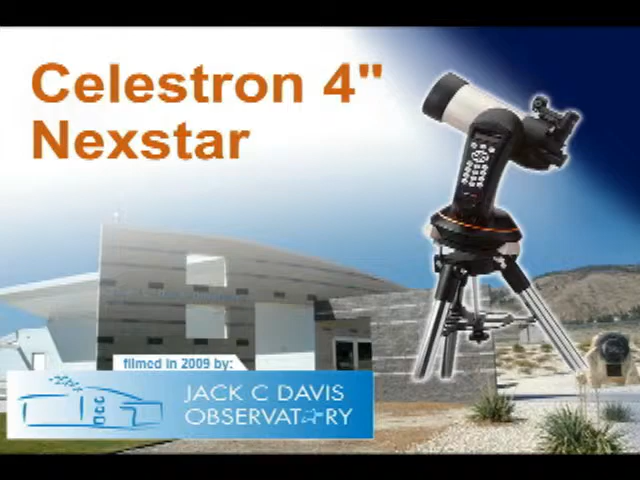 Celestron 4"
Nexstar
filmed in 2009 by:
JACK C DAVIS
OBSERVATORY